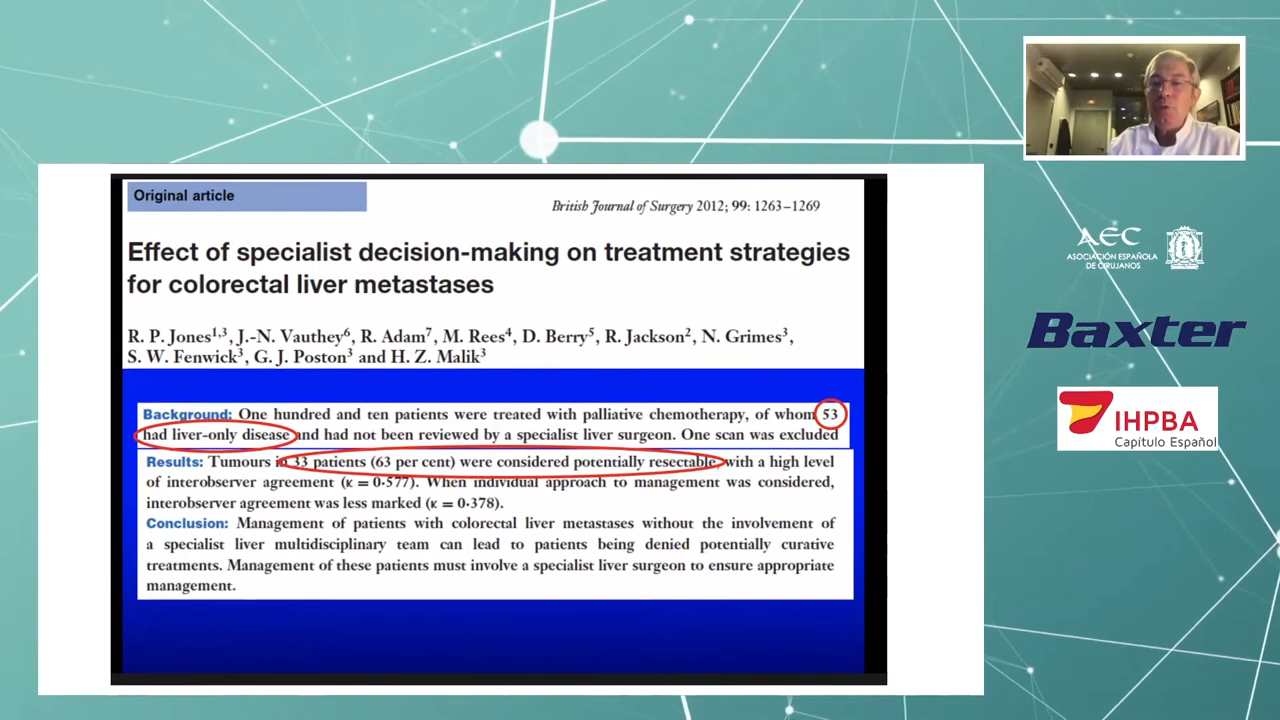 Original article
British Journal of Surgery 2012; 99: 1263–1269
Effect of specialist decision-making on treatment strategies
for colorectal liver metastases
R. P. Jones1,3, J.-N. Vauthey6, R. Adam7, M. Rees4, D. Berry5, R. Jackson2, N. Grimes3,
S. W. Fenwick3, G. J. Poston3 and H. Z. Malik3
Background: One hundred and ten patients were treated with palliative chemotherapy, of whom 53
had liver-only disease and had not been reviewed by a specialist liver surgeon. One scan was excluded
Results: Tumours in 33 patients (63 per cent) were considered potentially resectable, with a high level
of interobserver agreement (κ = 0·577). When individual approach to management was considered,
interobserver agreement was less marked (κ = 0·378).
Conclusion: Management of patients with colorectal liver metastases without the involvement of
a specialist liver multidisciplinary team can lead to patients being denied potentially curative
treatments. Management of these patients must involve a specialist liver surgeon to ensure appropriate
management.
AEC
ASOCIACIÓN ESPAÑOLA
DE CIRUJANOS
Baxter
IHPBA
Capítulo Español